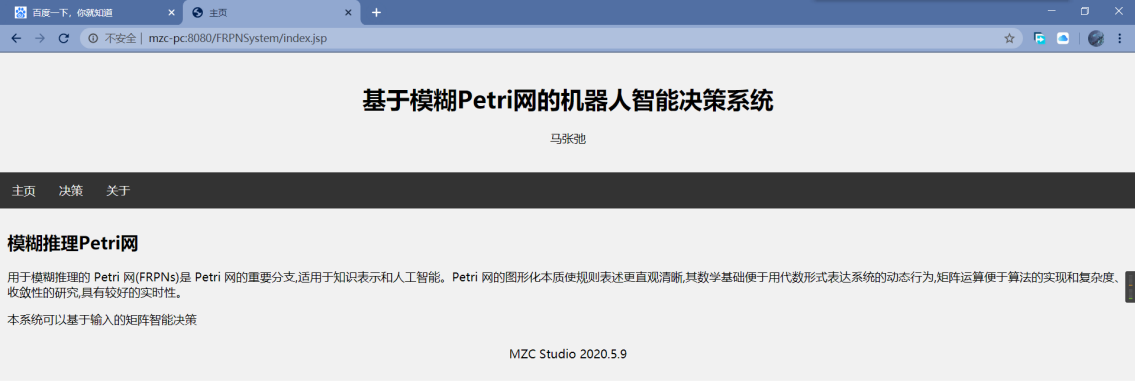 百度一下，你就知道
主页
不安全 | mzc-pc:8080/FRPNSystem/index.jsp
基于模糊Petri网的机器人智能决策系统
马张弛
主页 决策 关于
模糊推理Petri网
用于模糊推理的 Petri 网(FRPNs)是 Petri 网的重要分支,适用于知识表示和人工智能。Petri 网的图形化本质使规则表述更直观清晰,其数学基础便于用代数形式表达系统的动态行为,矩阵运算便于算法的实现和复杂度、
收敛性的研究,具有较好的实时性。
本系统可以基于输入的矩阵智能决策
MZC Studio 2020.5.9